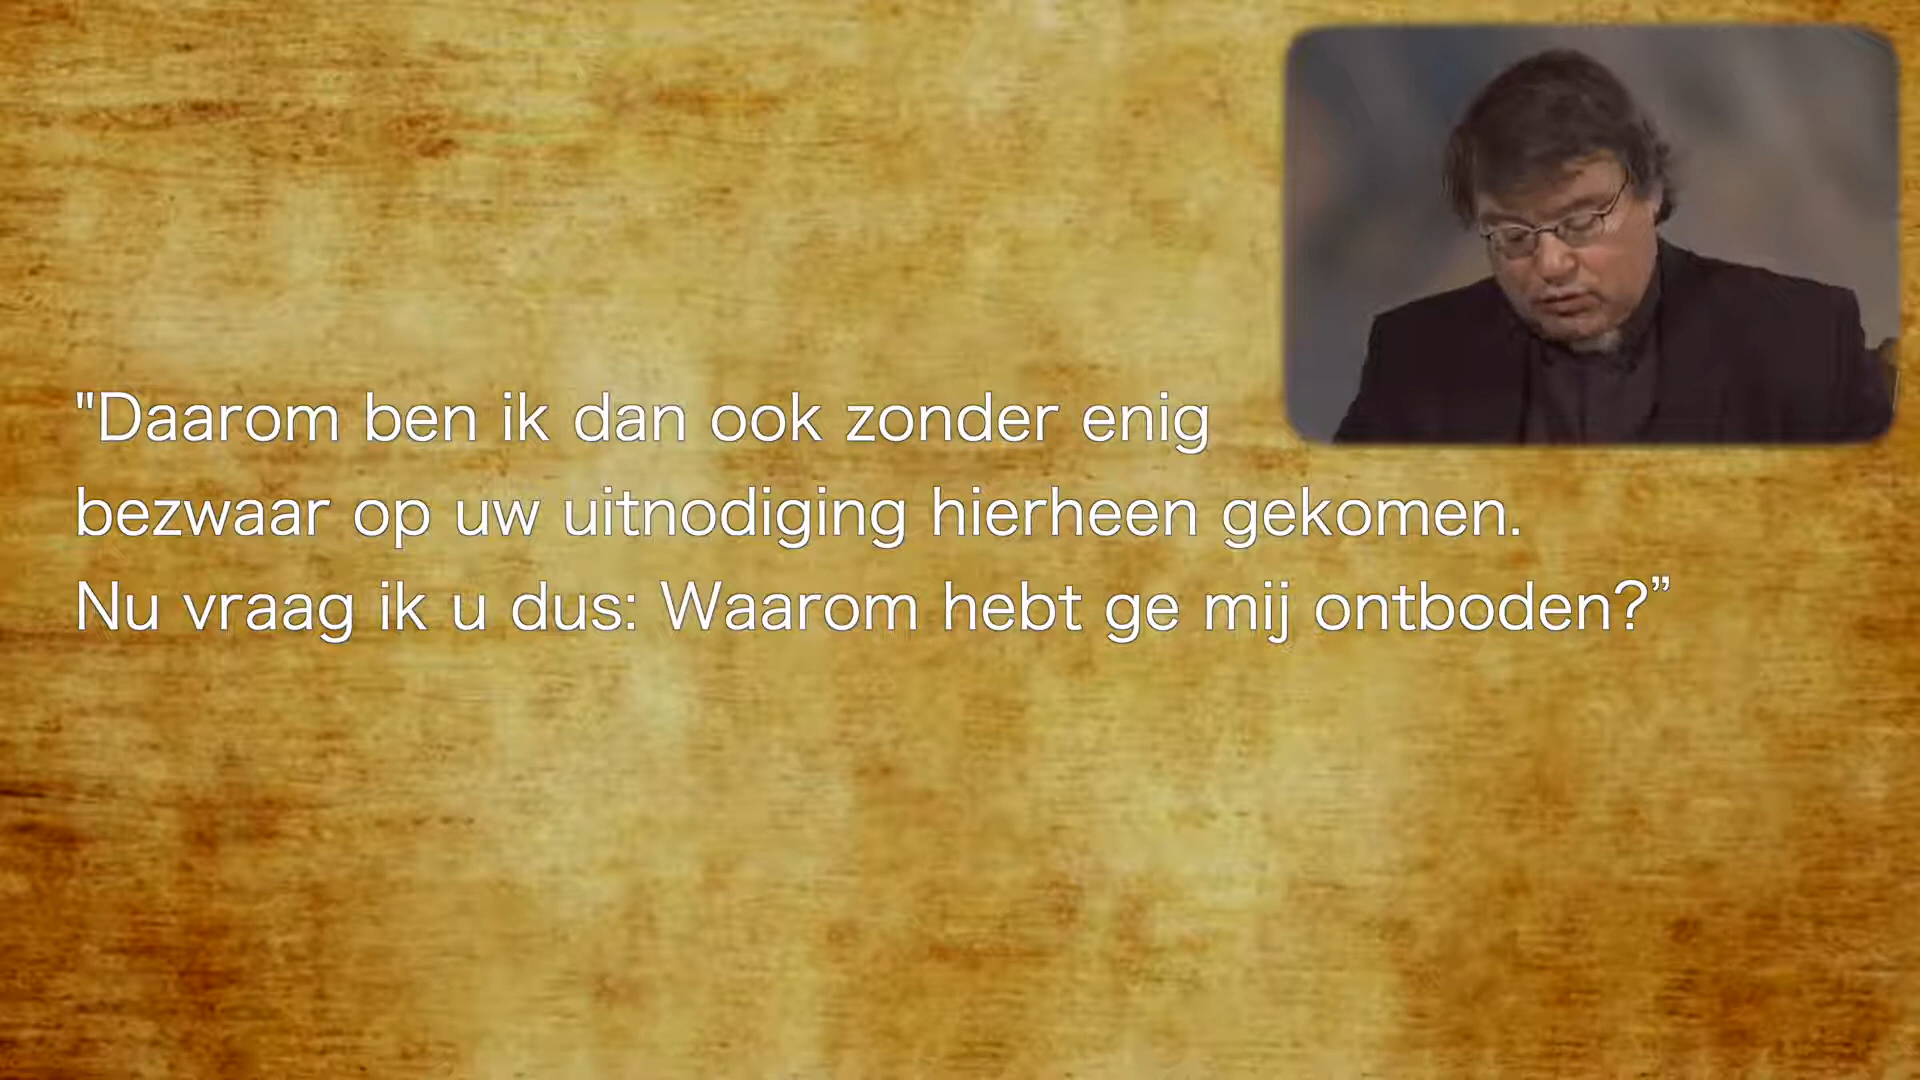 "Daarom ben ik dan ook zonder enig
bezwaar op uw uitnodiging hierheen gekomen.
Nu vraag ik u dus: Waarom hebt ge mij ontboden?”